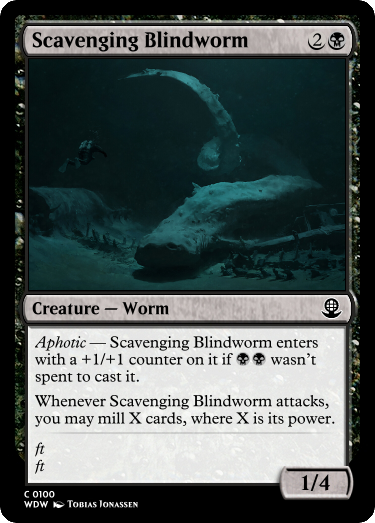 Scavenging Blindworm 2
Creature — Worm
Aphotic — Scavenging Blindworm enters
with a +1/+1 counter on it if wasn't
spent to cast it.
Whenever Scavenging Blindworm attacks,
you may mill X cards, where X is its power.
ft
ft
1/4
C 0100
WDW Tobias Jonassen